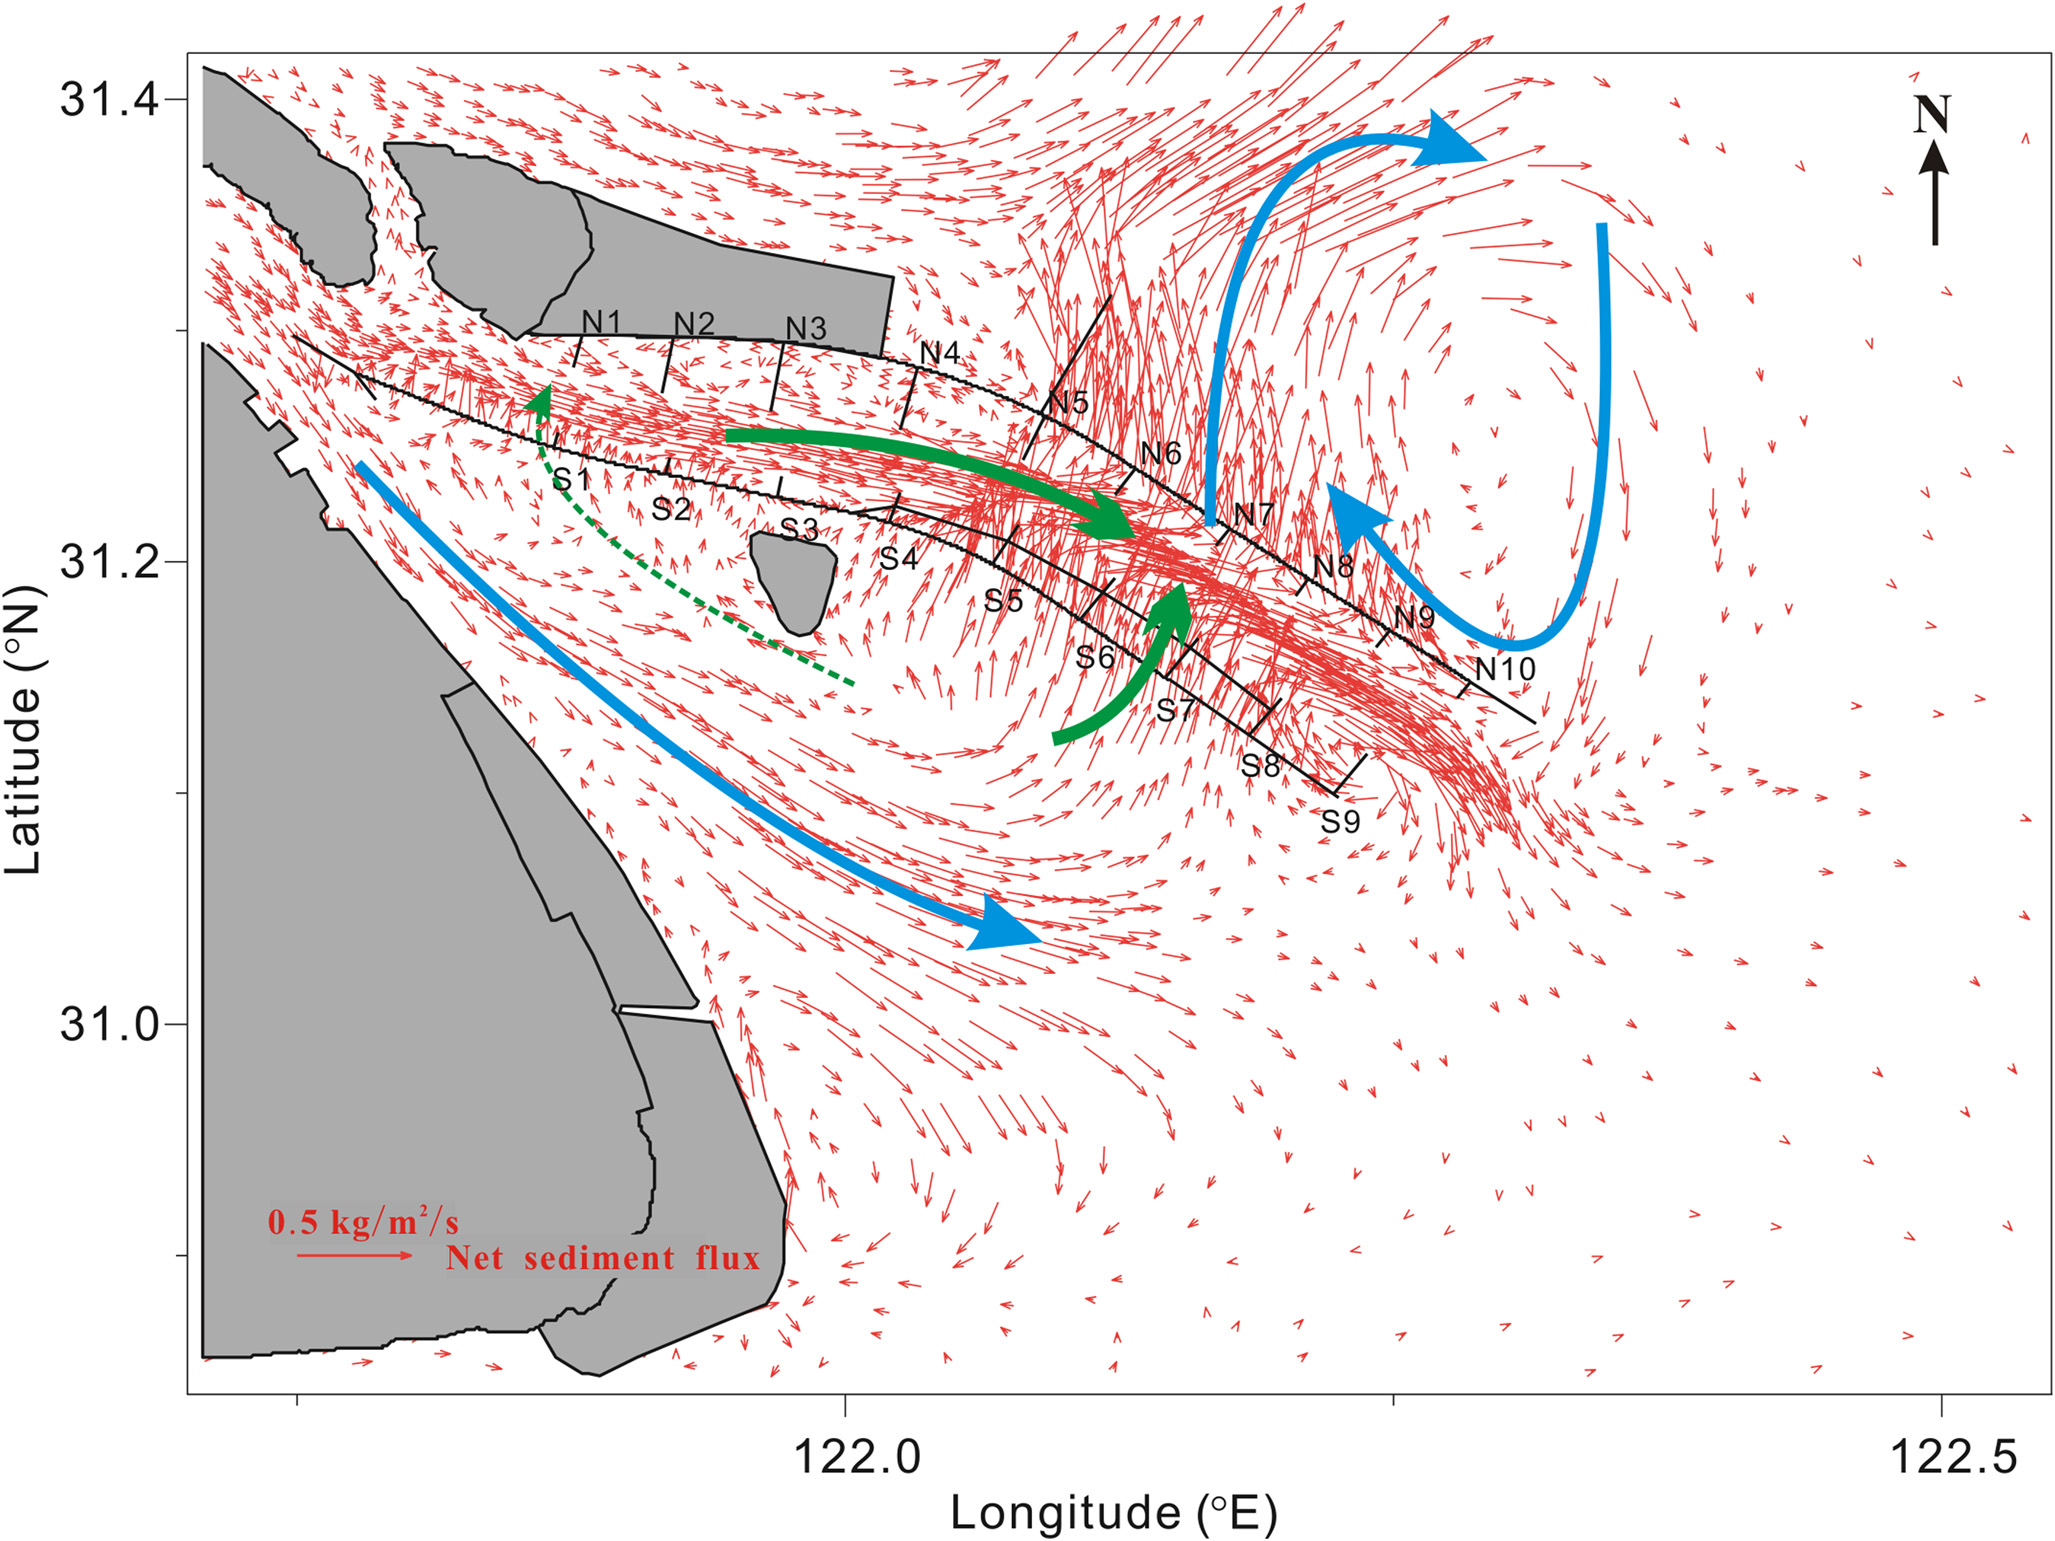 31.4
N
N1
N2
N3
N4
N5
N6
S1
S2
N7
S3
31.2
S4
N8
S5
N9
S6
N10
S7
S8
S9
Latitude (°N)
31.0
0.5 kg/m²/s
Net sediment flux
122.0
122.5
Longitude (°E)